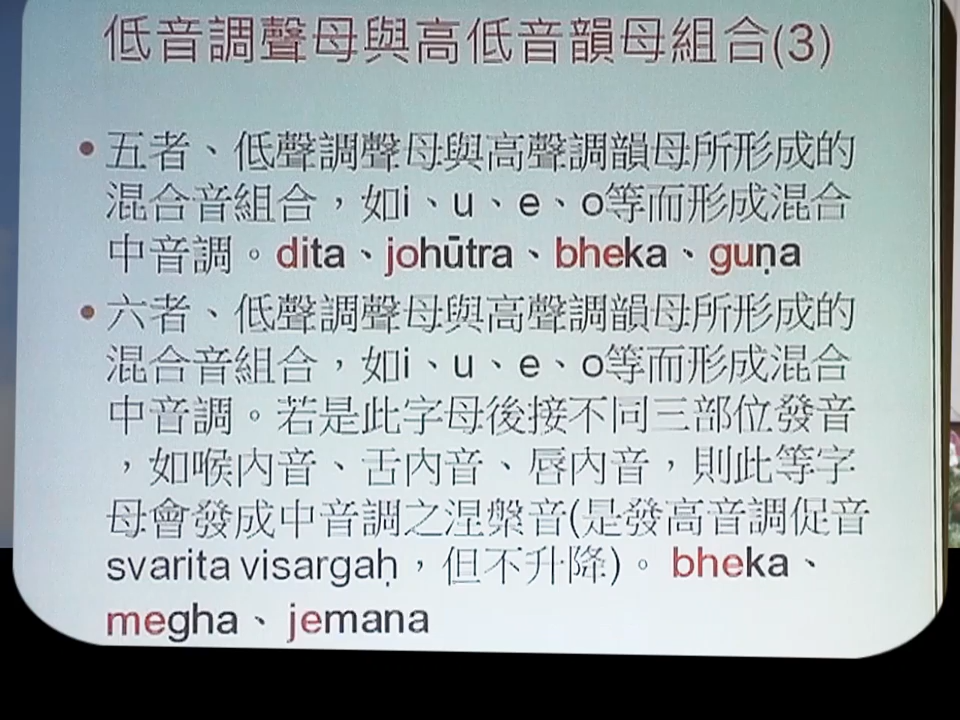 低音調聲母與高低音韻母組合(3)
• 五者、低聲調聲母與高聲調韻母所形成的
混合音組合，如i、u、e、o等而形成混合
中音調。dita、johūtra、bheka、guṇa
• 六者、低聲調聲母與高聲調韻母所形成的
混合音組合，如i、u、e、o等而形成混合
中音調。若是此字母後接不同三部位發音
，如喉內音、舌內音、唇內音，則此等字
母會發成中音調之涅槃音(是發高音調促音
svarita visargaḥ，但不升降)。bheka、
megha、jemana